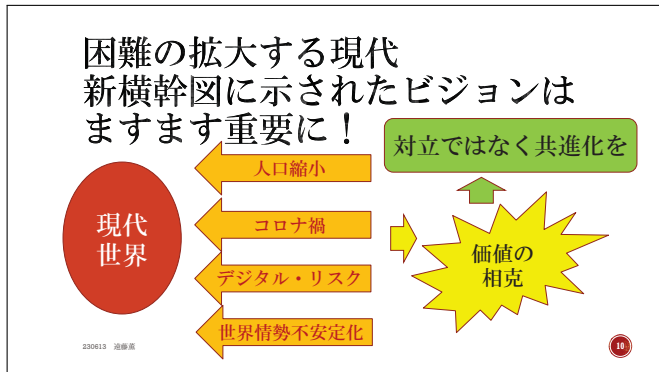 困難の拡大する現代
新横幹図に示されたビジョンは
ますます重要に！
対立ではなく共進化を
人口縮小
現代
世界
コロナ禍
価値の
相克
デジタル・リスク
世界情勢不安定化
230613 遠藤薫
10